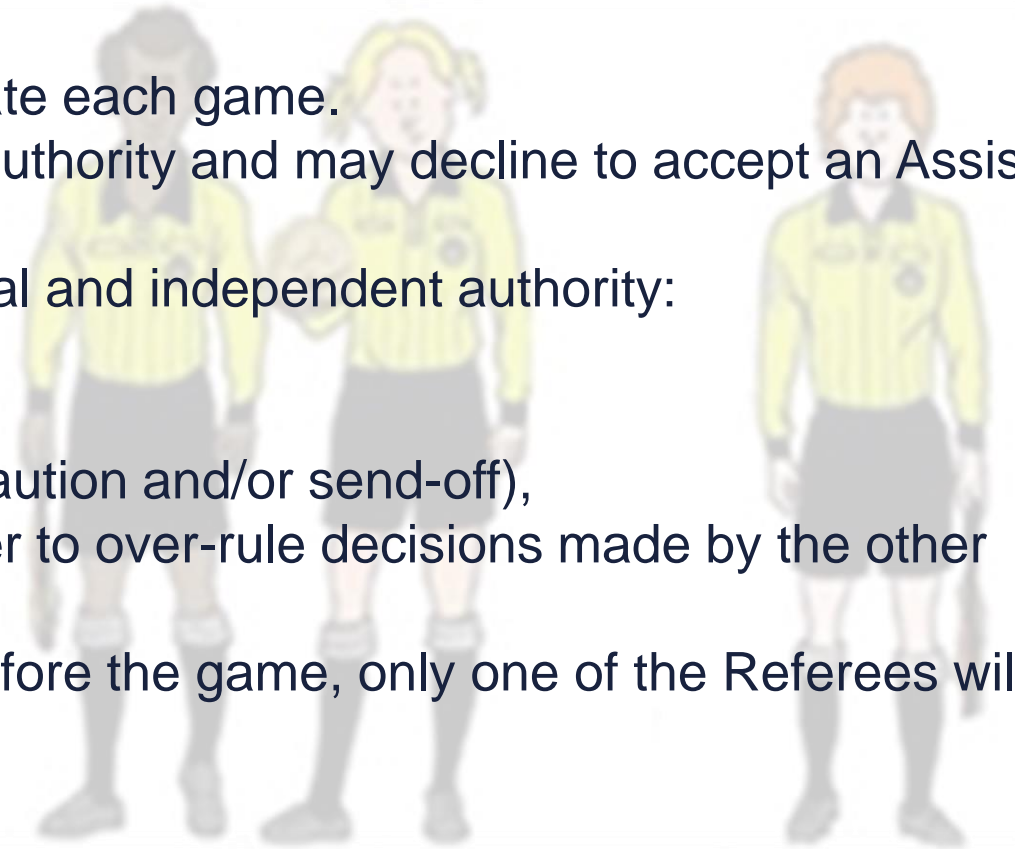 te each game.
uthority and may decline to accept an Assis
al and independent authority:
aution and/or send-off),
er to over-rule decisions made by the other
fore the game, only one of the Referees wil